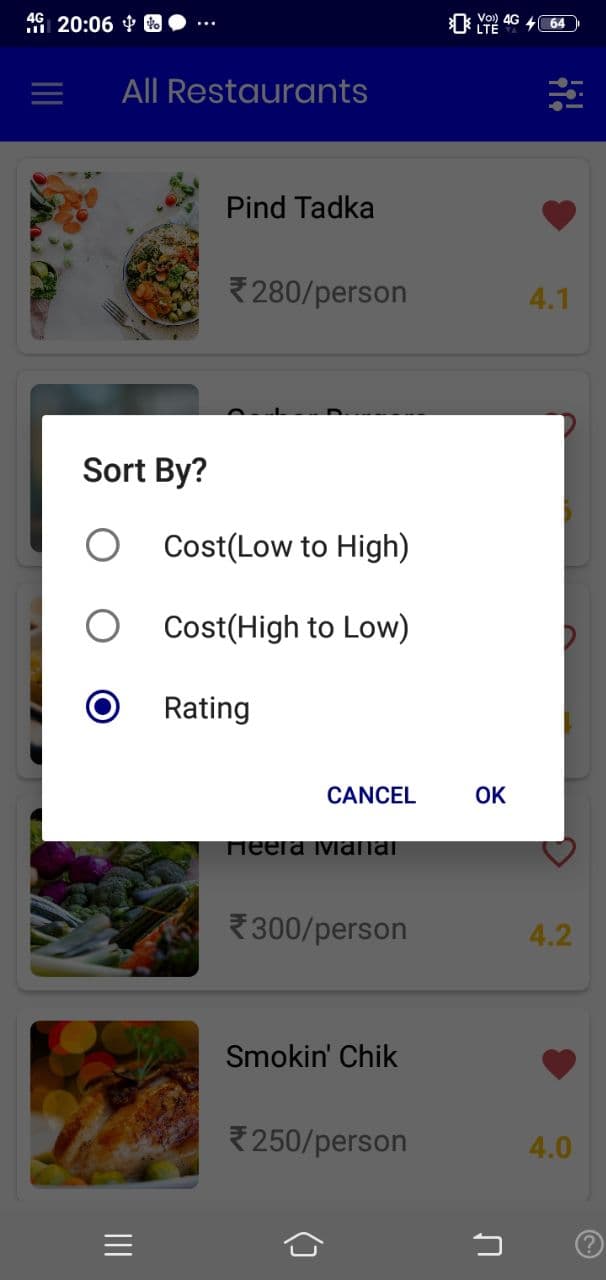 4G 20:06 ... Vo) LTE 4G 64
All Restaurants
Pind Tadka
₹280/person
4.1
Sort By?
Cost(Low to High)
Cost(High to Low)
Rating
CANCEL OK
Heera Mahal
₹300/person
4.2
Smokin' Chik
₹250/person
4.0
?